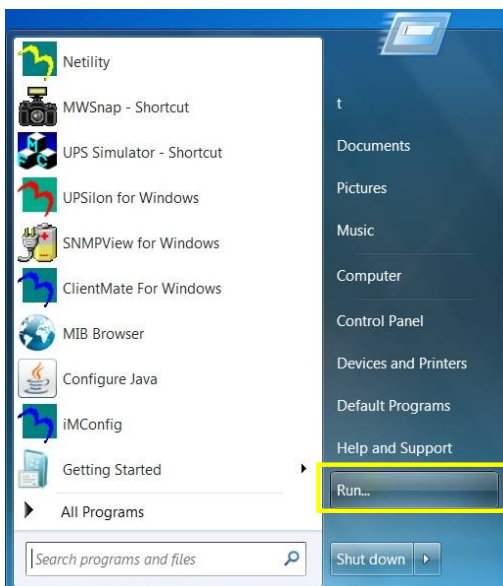 Netility
MWSnap - Shortcut
UPS Simulator - Shortcut
UPSilon for Windows
SNMPView for Windows
ClientMate For Windows
MIB Browser
Configure Java
iMConfig
Getting Started
All Programs
Search programs and files
t
Documents
Pictures
Music
Computer
Control Panel
Devices and Printers
Default Programs
Help and Support
Run...
Shut down